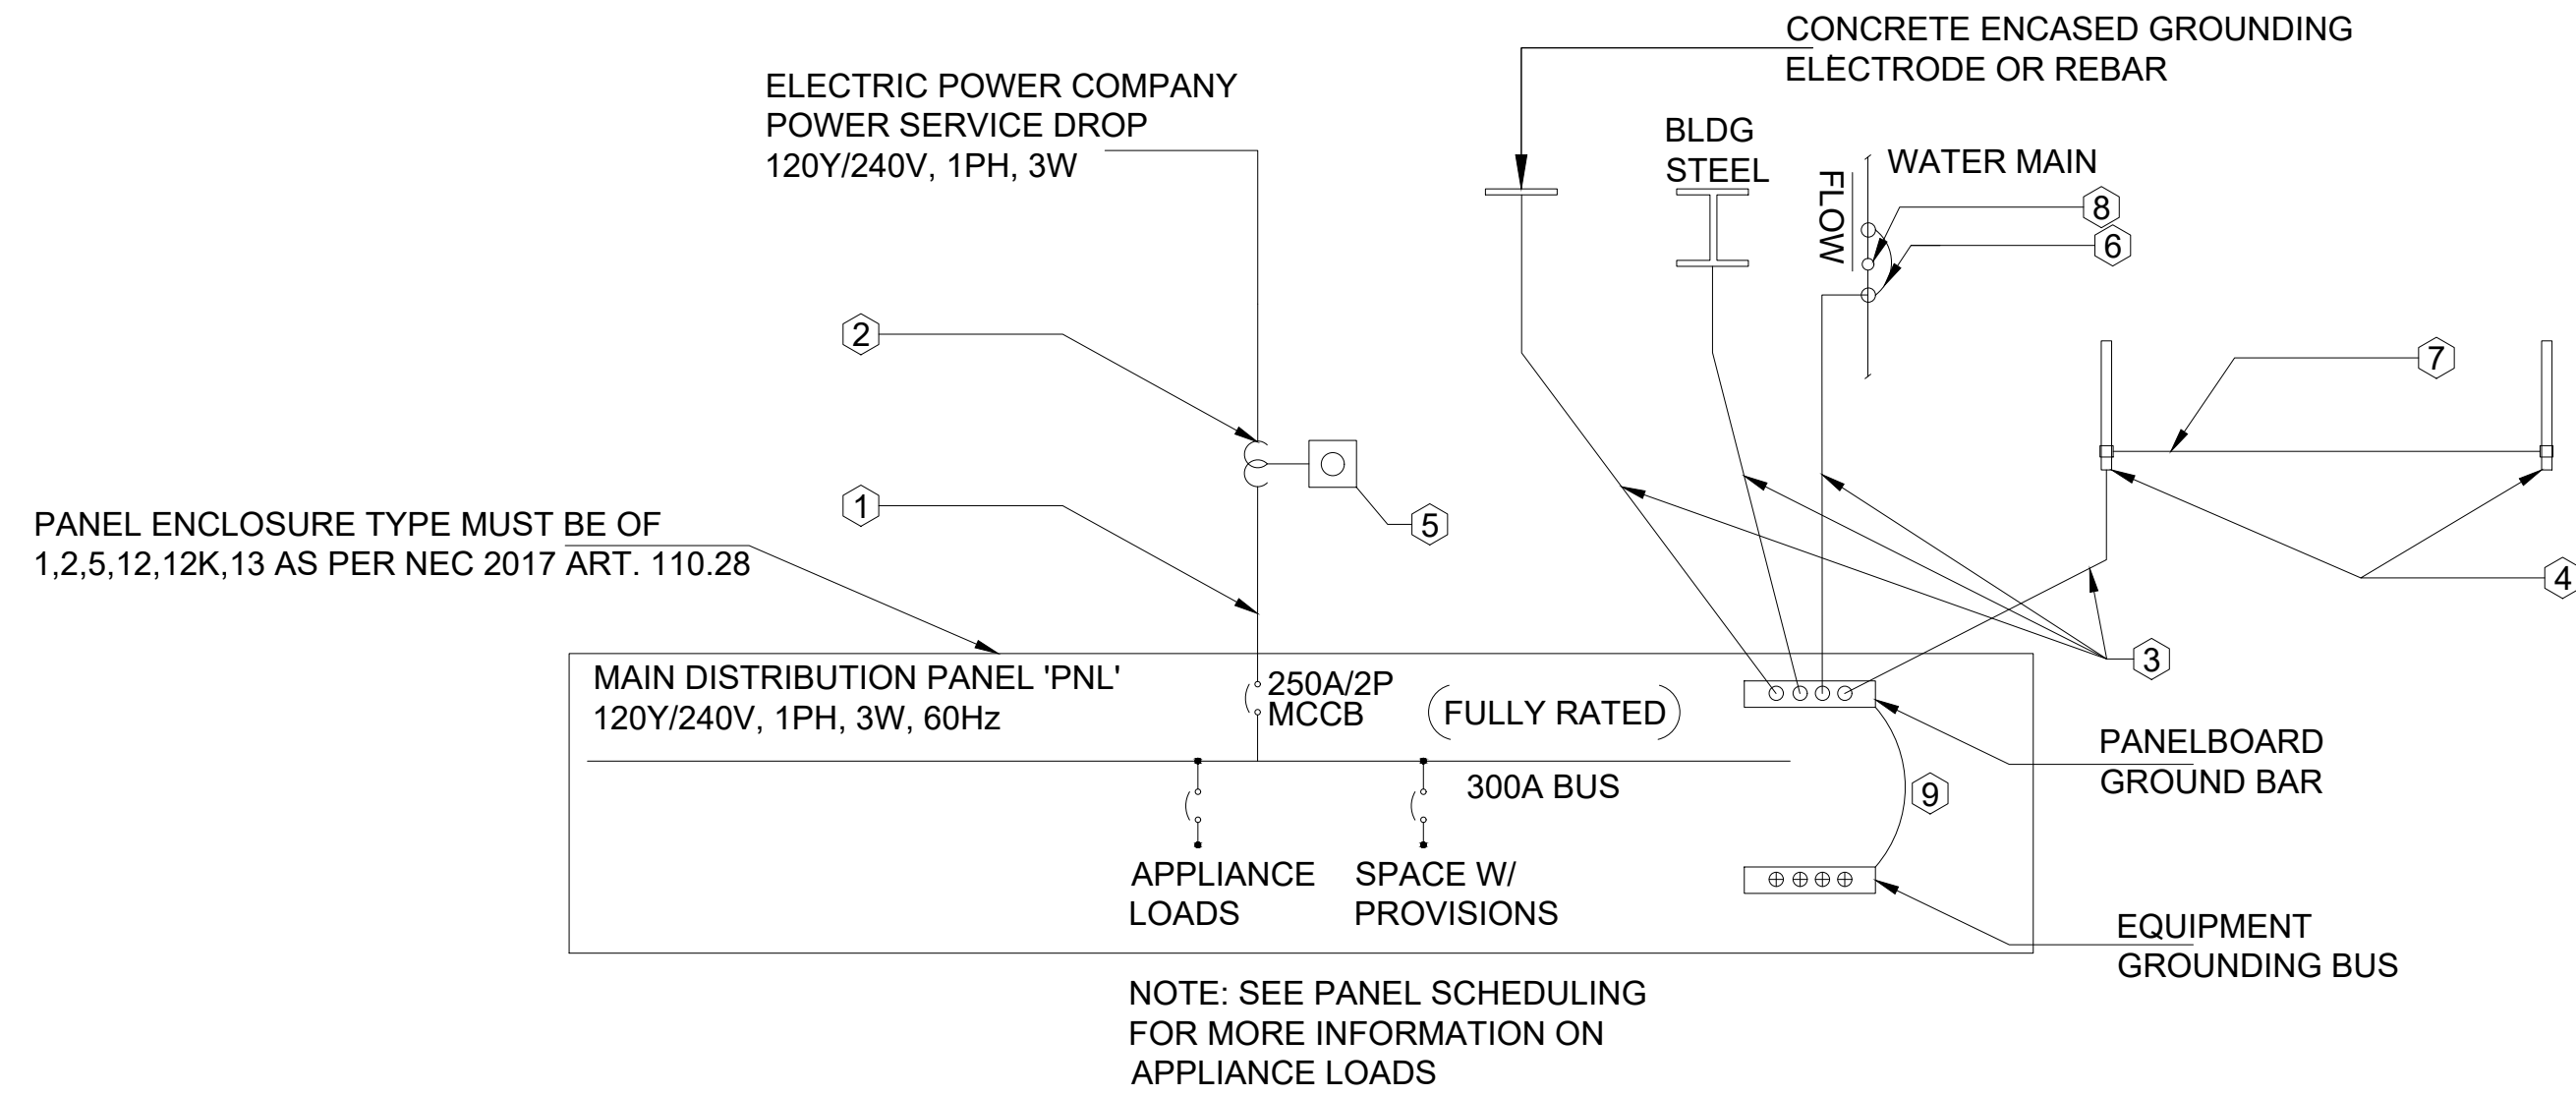 CONCRETE ENCASED GROUNDING
ELECTRODE OR REBAR
ELECTRIC POWER COMPANY
POWER SERVICE DROP
120Y/240V, 1PH, 3W
BLDG
STEEL
FLOW
WATER MAIN
8
6
2
7
1
5
PANEL ENCLOSURE TYPE MUST BE OF
1,2,5,12,12K,13 AS PER NEC 2017 ART. 110.28
4
3
MAIN DISTRIBUTION PANEL 'PNL'
120Y/240V, 1PH, 3W, 60Hz
250A/2P
MCCB
(FULLY RATED)
PANELBOARD
GROUND BAR
300A BUS
9
APPLIANCE
LOADS
SPACE W/
PROVISIONS
EQUIPMENT
GROUNDING BUS
NOTE: SEE PANEL SCHEDULING
FOR MORE INFORMATION ON
APPLIANCE LOADS